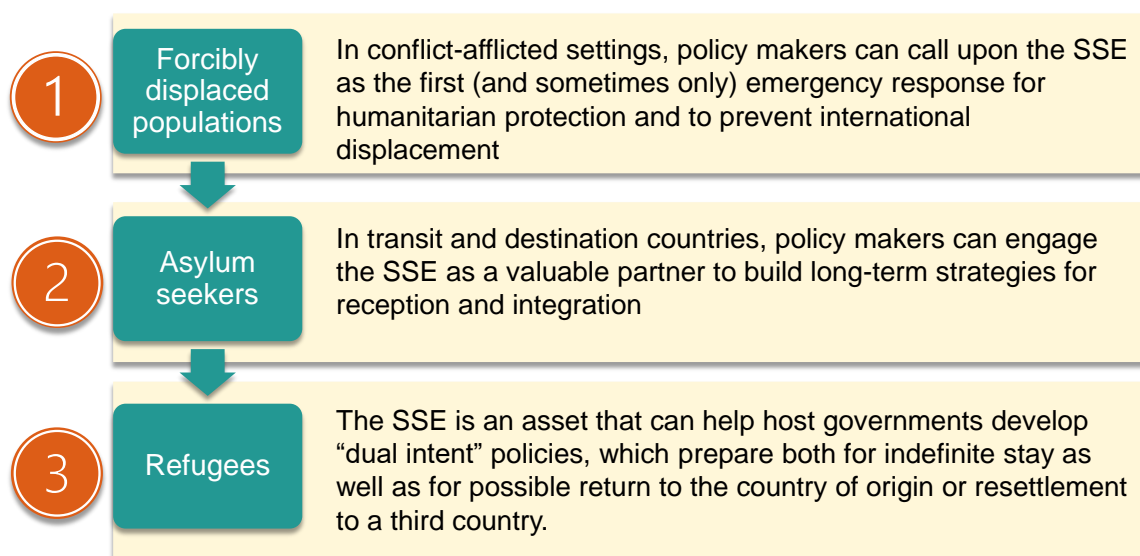 1
Forcibly
displaced
populations
In conflict-afflicted settings, policy makers can call upon the SSE
as the first (and sometimes only) emergency response for
humanitarian protection and to prevent international
displacement
2
Asylum
seekers
In transit and destination countries, policy makers can engage
the SSE as a valuable partner to build long-term strategies for
reception and integration
3
Refugees
The SSE is an asset that can help host governments develop
“dual intent” policies, which prepare both for indefinite stay as
well as for possible return to the country of origin or resettlement
to a third country.